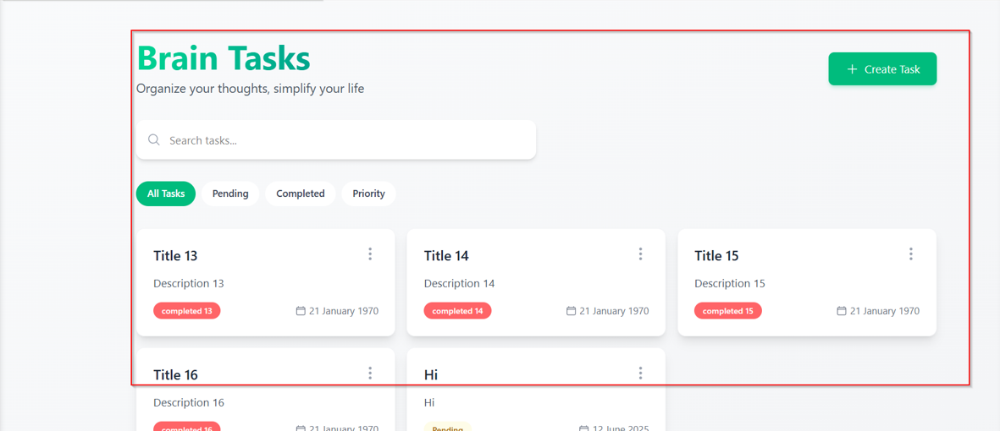 Brain Tasks
Organize your thoughts, simplify your life
Create Task
Search tasks...
All Tasks Pending Completed Priority
Title 13
Description 13
completed 13 21 January 1970
Title 14
Description 14
completed 14 21 January 1970
Title 15
Description 15
completed 15 21 January 1970
Title 16
Description 16
completed 16 21 January 1970
Hi
Hi
Pending 12 June 2025